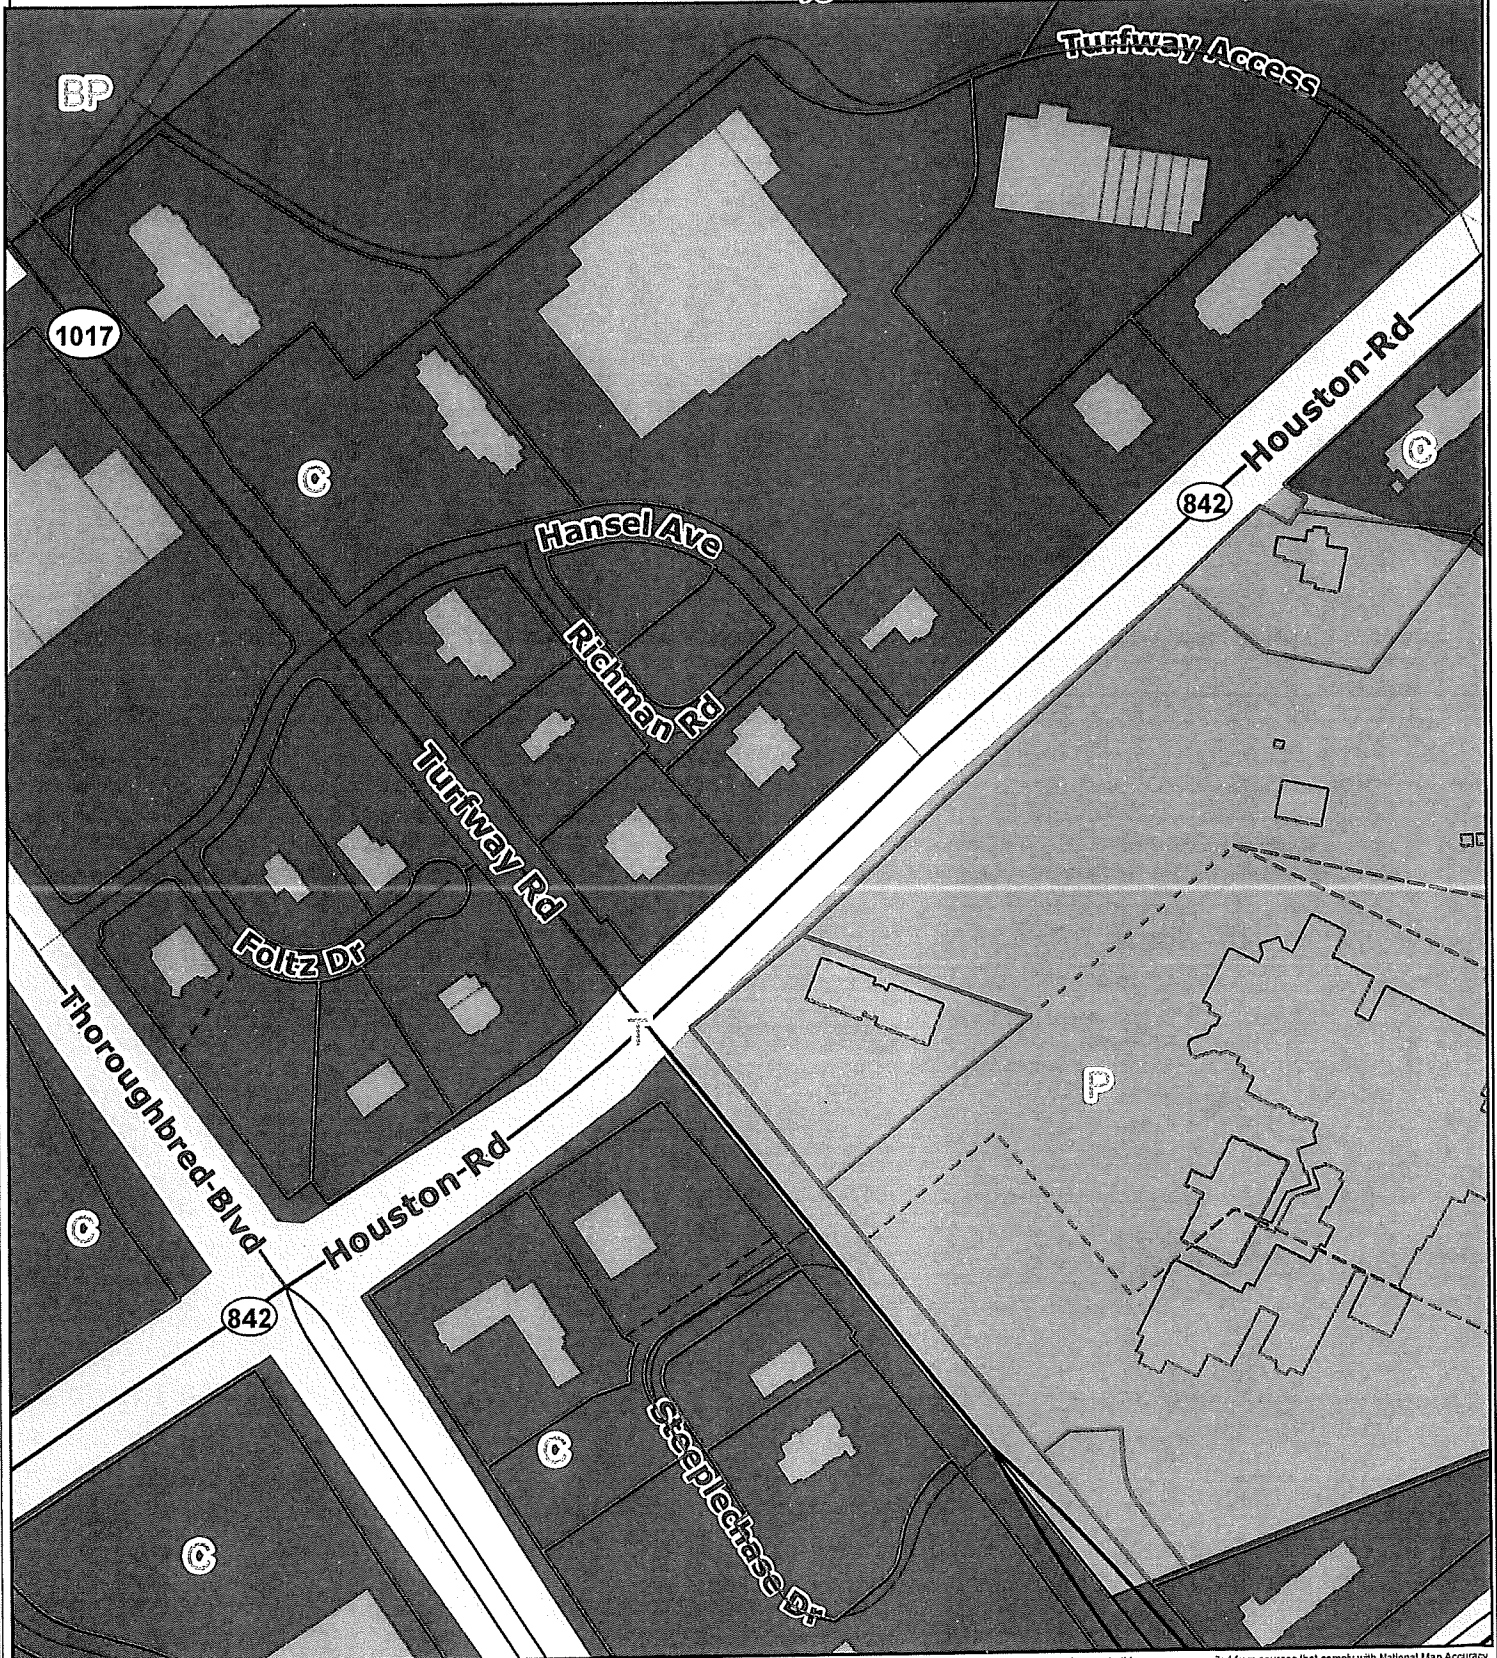 Turfway Access
BP
1017
Houston-Rd
C
C
842
Hansel Ave
Richman Rd
Turfway Rd
Foltz Dr
Thoroughbred-Blvd
T
P
Houston-Rd
C
842
C
Steeplechase Dr
C